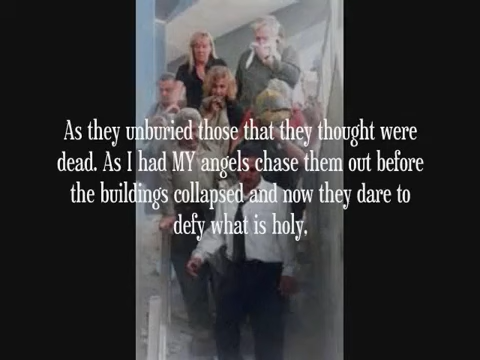 As they unburied those that they thought were
dead. As I had MY angels chase them out before
the buildings collapsed and now they dare to
defy what is holy,